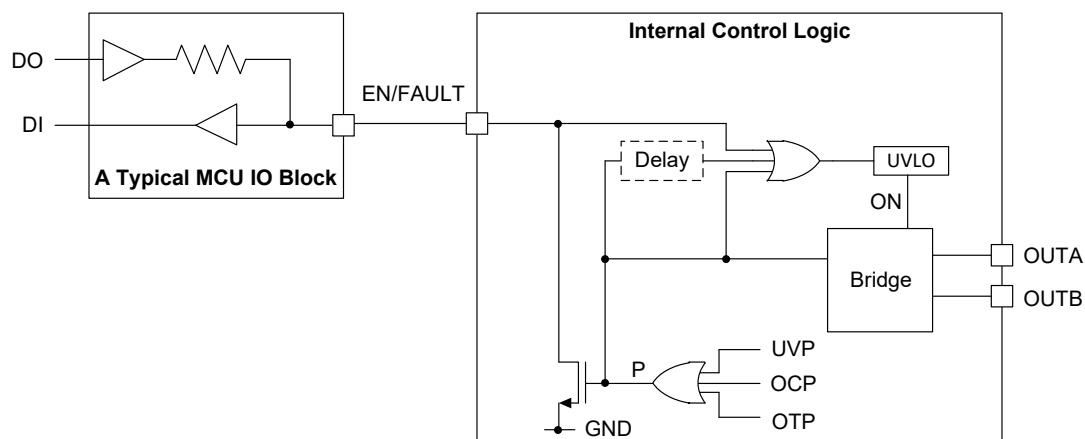 Internal Control Logic
DO
EN/FAULT
DI
Delay
UVLO
A Typical MCU IO Block
ON
OUTA
Bridge
OUTB
UVP
P
OCP
OTP
GND